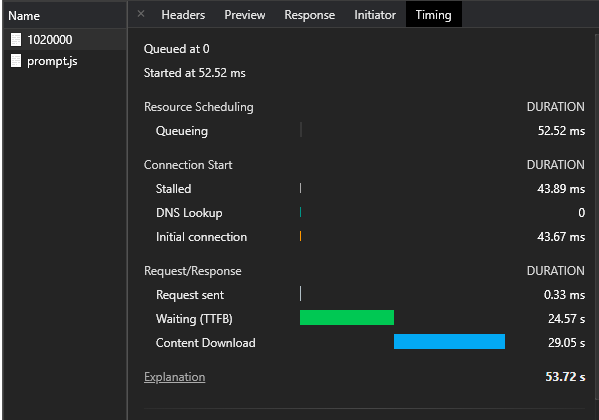 Name × Headers Preview Response Initiator Timing
1020000
prompt.js
Queued at 0
Started at 52.52 ms
Resource Scheduling DURATION
Queueing 52.52 ms
Connection Start DURATION
Stalled 43.89 ms
DNS Lookup 0
Initial connection 43.67 ms
Request/Response DURATION
Request sent 0.33 ms
Waiting (TTFB) 24.57 s
Content Download 29.05 s
Explanation 53.72 s